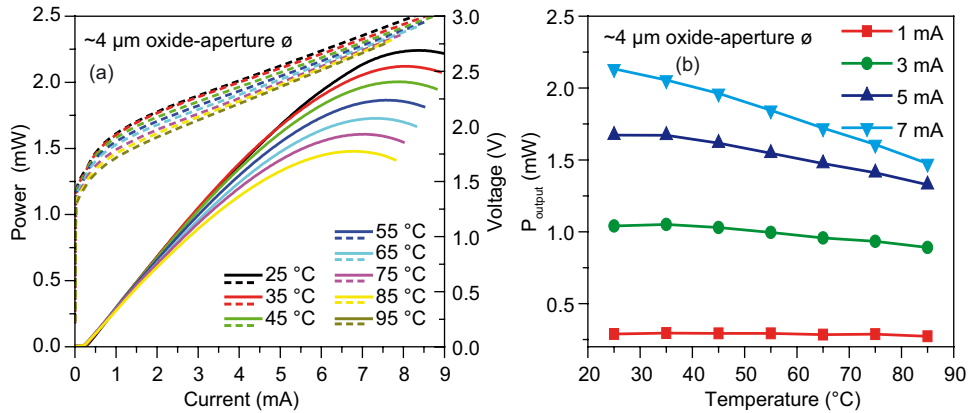 ~4 µm oxide-aperture ø
(a)
Power (mW)
2.5
2.0
1.5
1.0
0.5
0.0
0 1 2 3 4 5 6 7 8 9
Current (mA)
3.0
2.5
2.0
1.5
1.0
0.5
0.0
Voltage (V)
25 °C
35 °C
45 °C
55 °C
65 °C
75 °C
85 °C
95 °C
~4 µm oxide-aperture ø
(b)
1 mA
3 mA
5 mA
7 mA
P output (mW)
2.5
2.0
1.5
1.0
0.5
20 30 40 50 60 70 80 90
Temperature (°C)